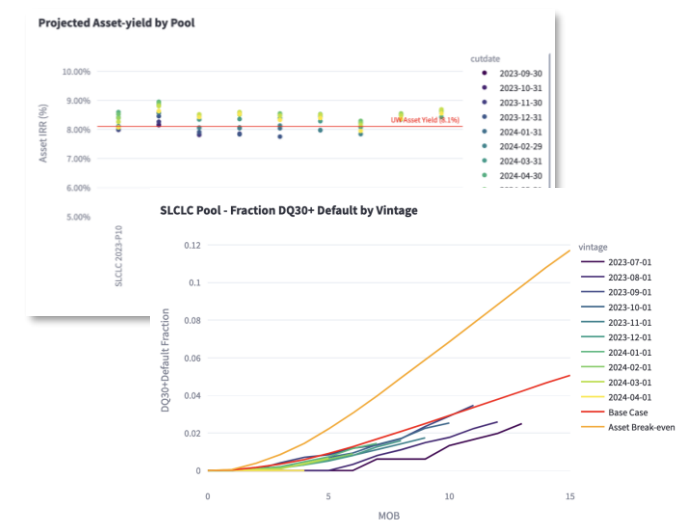 Projected Asset-yield by Pool
cutdate
10.00%
9.00%
8.00%
7.00%
6.00%
5.00%
Asset IRR (%)
UW Asset Yield (8.1%)
2023-09-30
2023-10-31
2023-11-30
2023-12-31
2024-01-31
2024-02-29
2024-03-31
2024-04-30
SLCLC 2023-P10
SLCLC Pool - Fraction DQ30+ Default by Vintage
vintage
0.12
0.1
0.08
0.06
0.04
0.02
0
DQ30+Default Fraction
2023-07-01
2023-08-01
2023-09-01
2023-10-01
2023-11-01
2023-12-01
2024-01-01
2024-02-01
2024-03-01
2024-04-01
Base Case
Asset Break-even
0 5 10 15
MOB